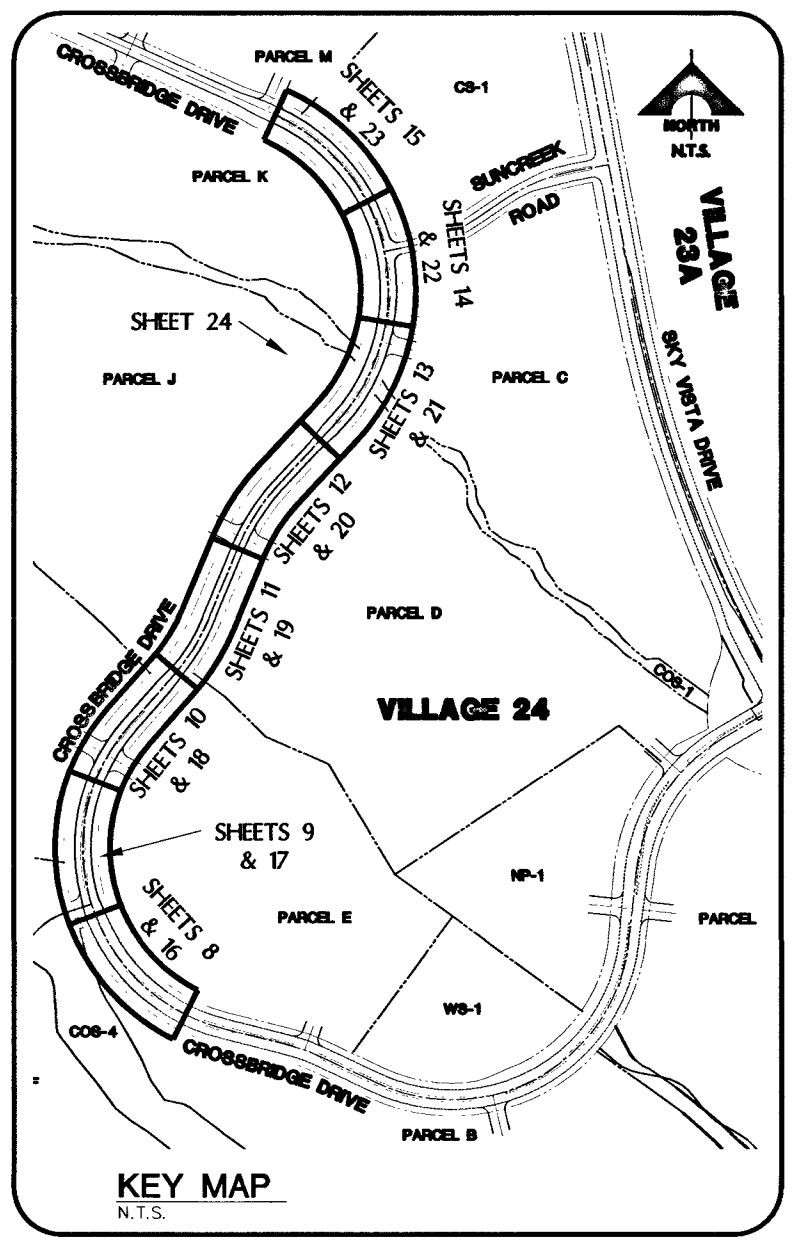 PARCEL M
CROSSBRIDGE DRIVE
SHEETS 15
& 23
CS-1
NORTH
N.T.S.
PARCEL K
SUNCREEK
ROAD
SHEETS 14
& 22
VILLAGE
23A
SHEET 24
SKY VISTA DRIVE
PARCEL J
PARCEL C
SHEETS 13
& 21
SHEETS 12
& 20
SHEETS 11
& 19
PARCEL D
CROSSBRIDGE DRIVE
COS-1
VILLAGE 24
SHEETS 10
& 18
SHEETS 9
& 17
NP-1
SHEETS 8
& 16
PARCEL E
PARCEL
WS-1
COS-4
CROSSBRIDGE DRIVE
PARCEL B
KEY MAP
N.T.S.